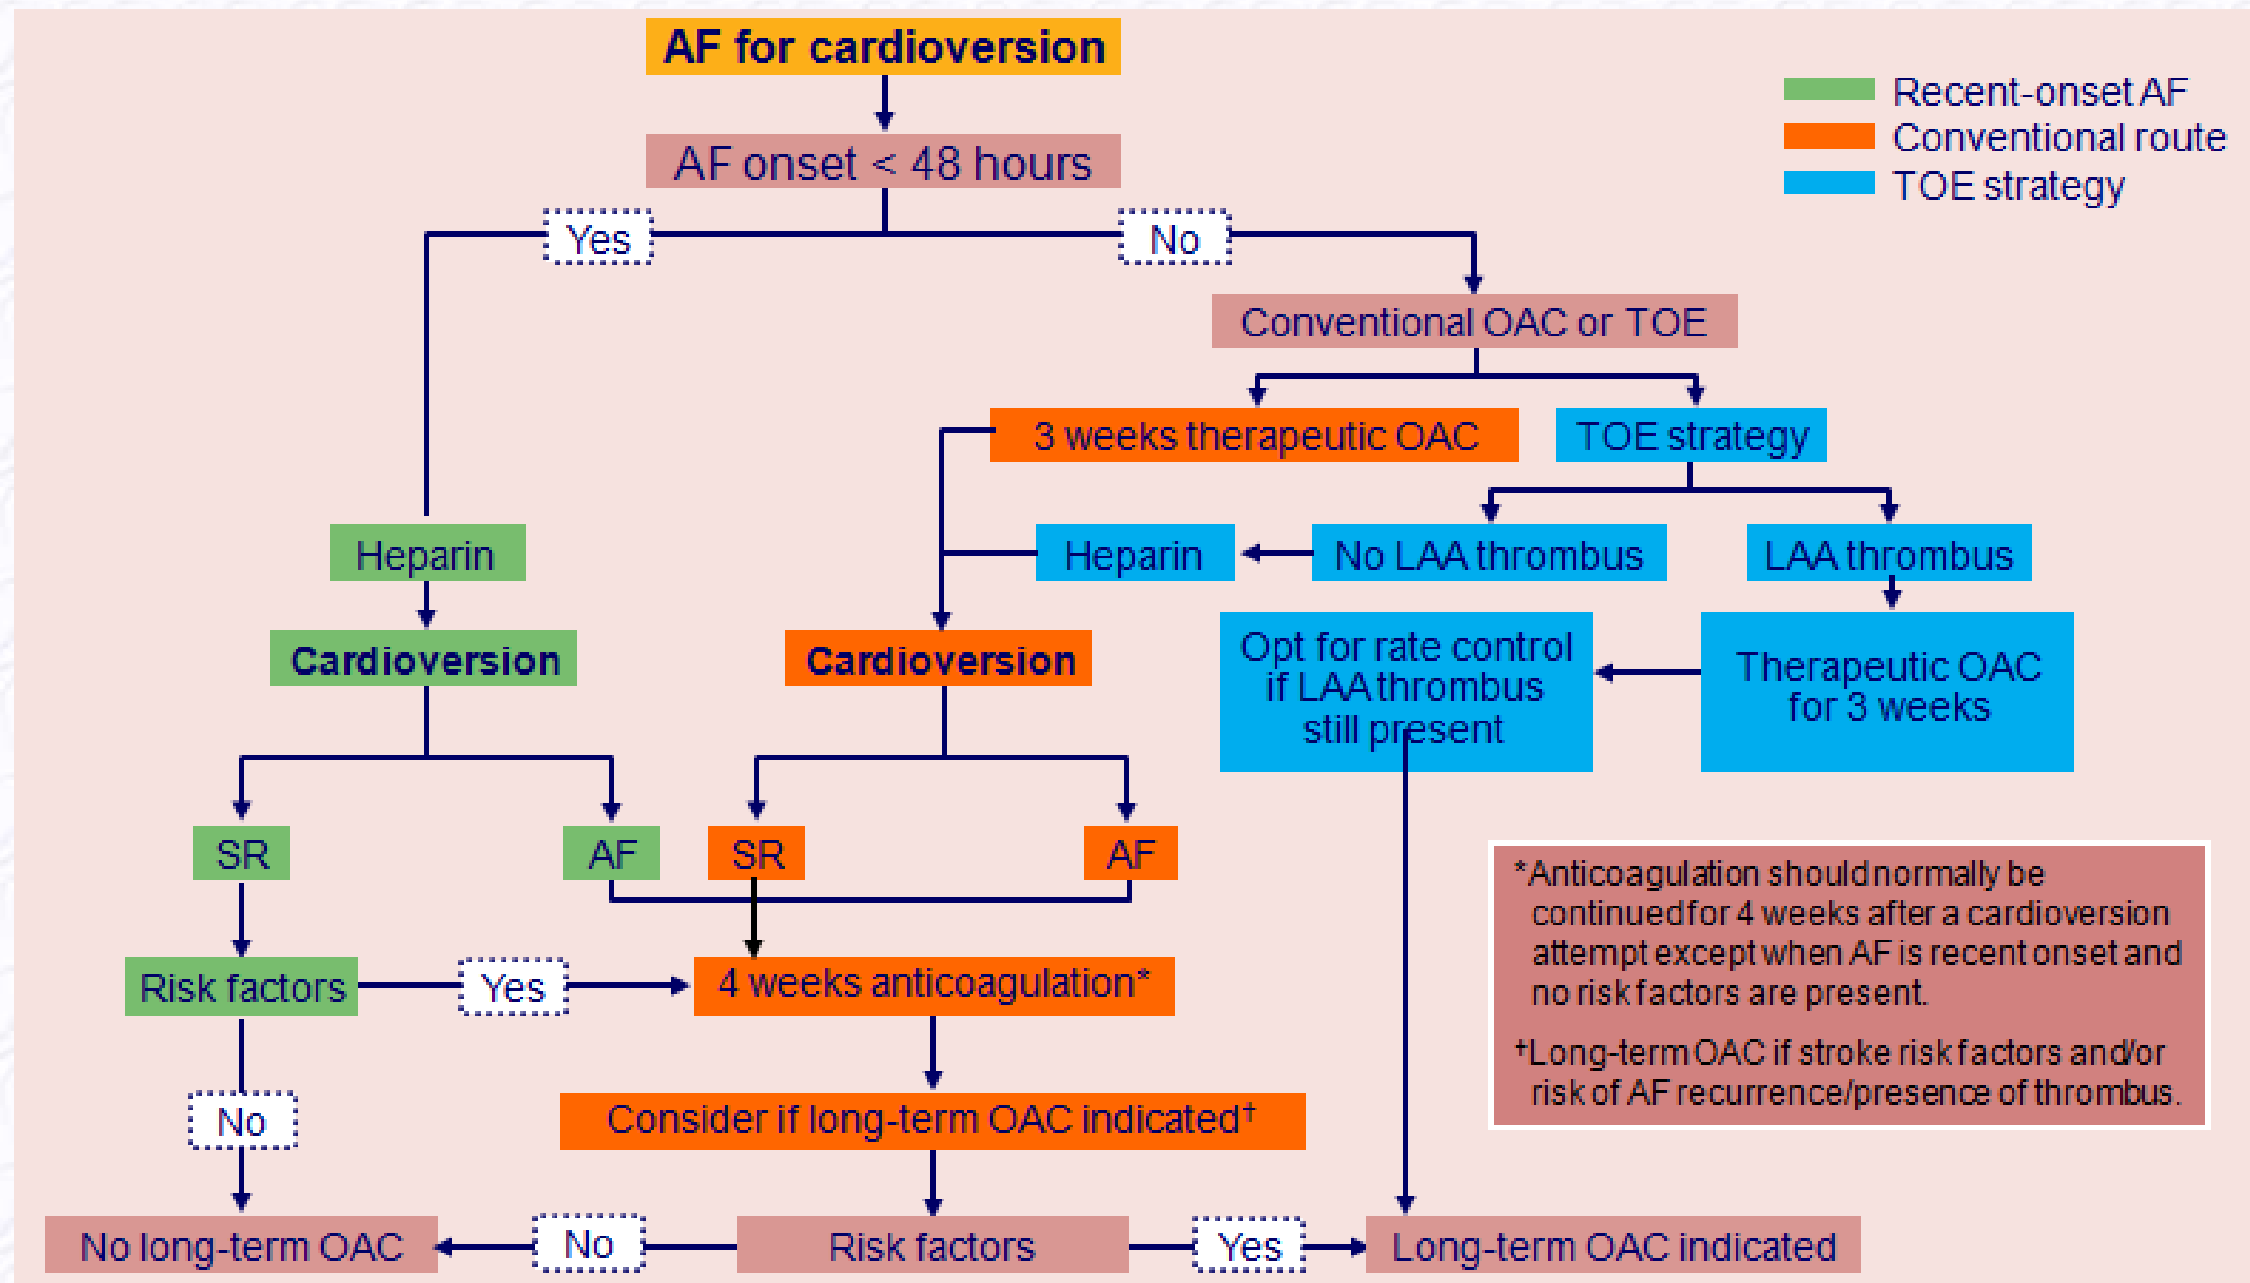 AF for cardioversion
Recent-onset AF
Conventional route
TOE strategy
AF onset < 48 hours
Yes
No
Conventional OAC or TOE
3 weeks therapeutic OAC
TOE strategy
Heparin
Heparin
No LAA thrombus
LAA thrombus
Cardioversion
Cardioversion
Opt for rate control
if LAA thrombus
still present
Therapeutic OAC
for 3 weeks
SR
AF
SR
AF
*Anticoagulation should normally be
continued for 4 weeks after a cardioversion
attempt except when AF is recent onset and
no risk factors are present.
†Long-term OAC if stroke risk factors and/or
risk of AF recurrence/presence of thrombus.
Risk factors
Yes
4 weeks anticoagulation*
No
Consider if long-term OAC indicated†
No long-term OAC
No
Risk factors
Yes
Long-term OAC indicated